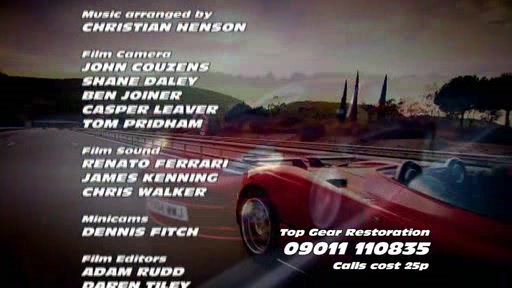 Music arranged by
CHRISTIAN HENSON
Film Camera
JOHN COUZENS
SHANE DALEY
BEN JOINER
CASPER LEAVER
TOM PRIDHAM
Film Sound
RENATO FERRARI
JAMES KENNING
CHRIS WALKER
Minicams
DENNIS FITCH
Film Editors
ADAM RUDD
DAREN TILEY
Top Gear Restoration
09011 110835
Calls cost 25p